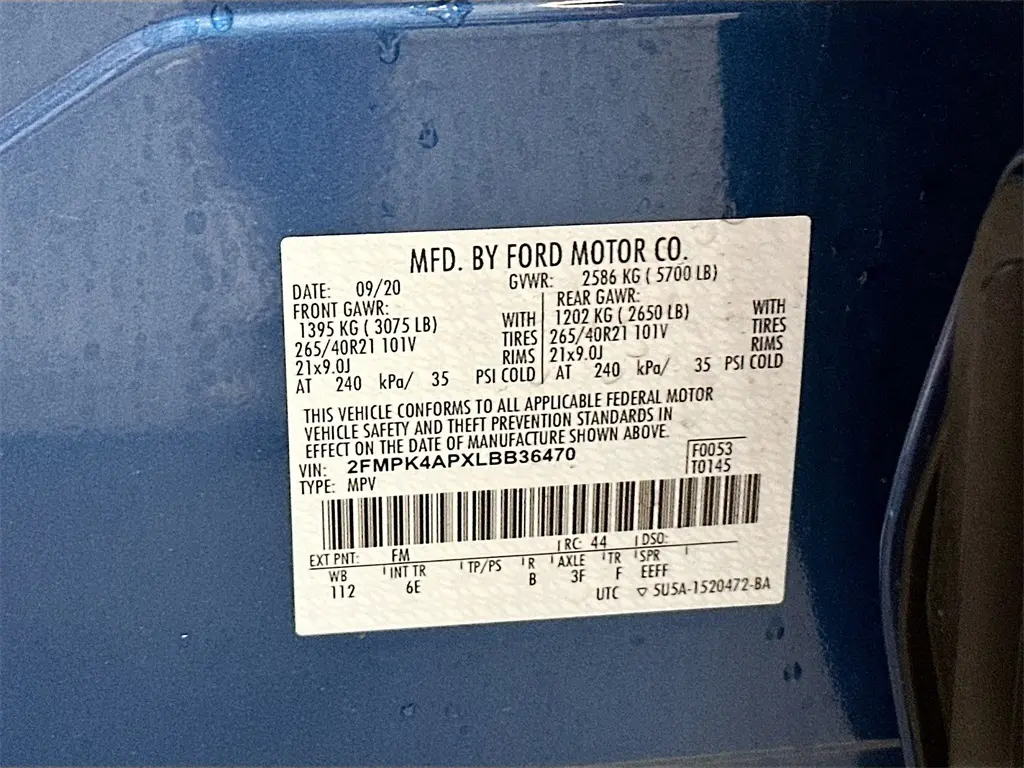 MFD. BY FORD MOTOR CO.
DATE: 09/20 GVWR: 2586 KG ( 5700 LB)
FRONT GAWR: REAR GAWR:
1395 KG ( 3075 LB) WITH 1202 KG ( 2650 LB) WITH
265/40R21 101V TIRES 265/40R21 101V TIRES
21x9.0J RIMS 21x9.0J RIMS
AT 240 kPa/ 35 PSI COLD AT 240 kPa/ 35 PSI COLD
THIS VEHICLE CONFORMS TO ALL APPLICABLE FEDERAL MOTOR
VEHICLE SAFETY AND THEFT PREVENTION STANDARDS IN
EFFECT ON THE DATE OF MANUFACTURE SHOWN ABOVE.
VIN: 2FMPK4APXLBB36470 F0053
TYPE: MPV T0145
EXT PNT: FM RC: 44 DSO:
WB INT TR TP/PS R AXLE TR SPR
112 6E B 3F F EEFF
UTC ▽ 5U5A-1520472-BA